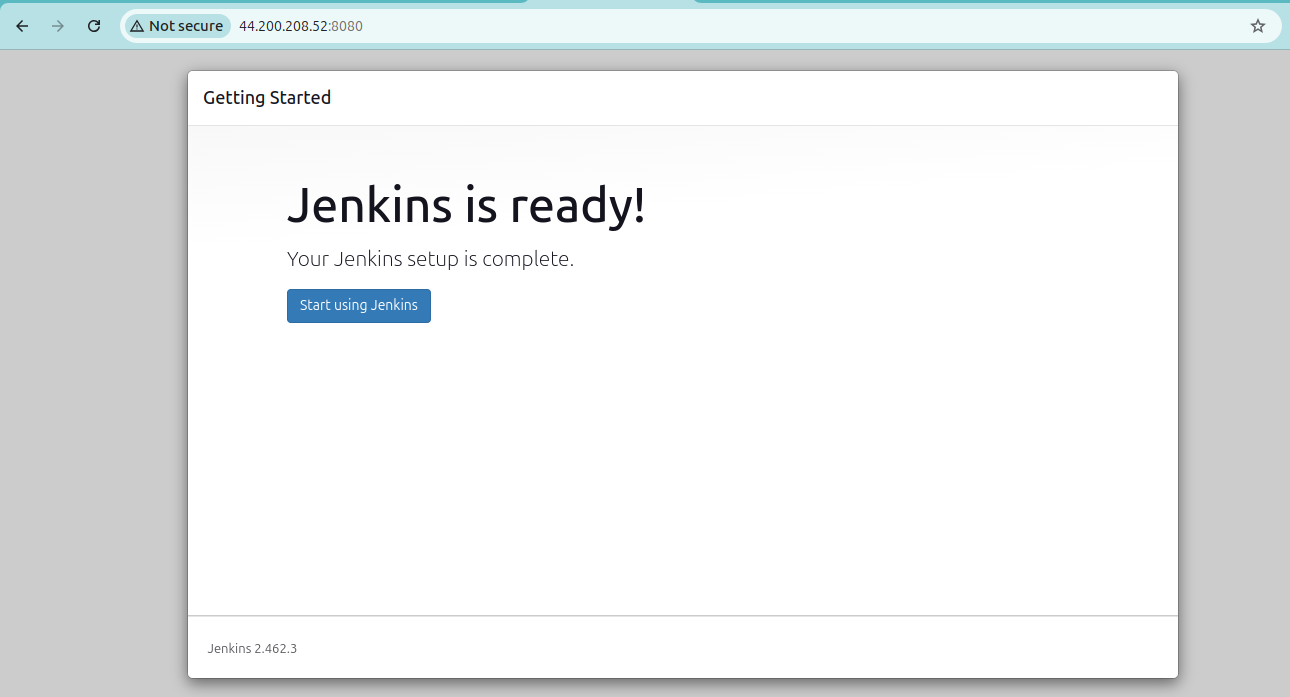 Not secure 44.200.208.52:8080
Getting Started
Jenkins is ready!
Your Jenkins setup is complete.
Start using Jenkins
Jenkins 2.462.3